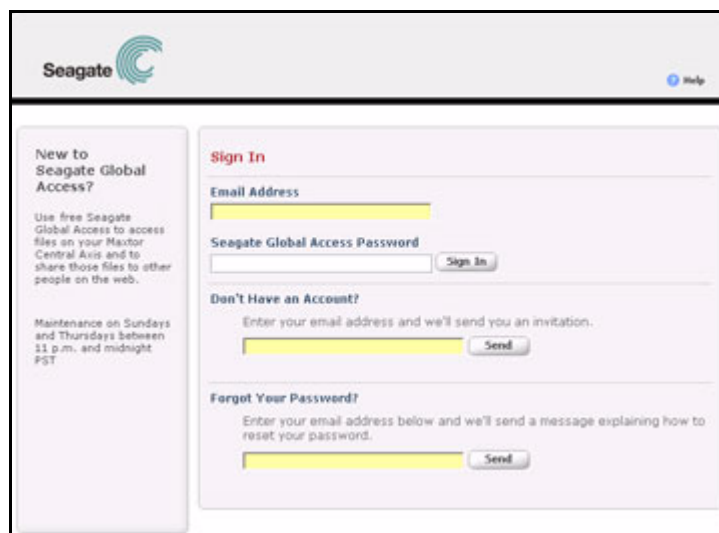 Seagate
Help
New to
Seagate Global
Access?
Use free Seagate
Global Access to access
files on your Maxtor
Central Axis and to
share those files to other
people on the web.
Maintenance on Sundays
and Thursdays between
11 p.m. and midnight
PST
Sign In
Email Address
Seagate Global Access Password
Sign In
Don't Have an Account?
Enter your email address and we'll send you an invitation.
Send
Forgot Your Password?
Enter your email address below and we'll send a message explaining how to
reset your password.
Send